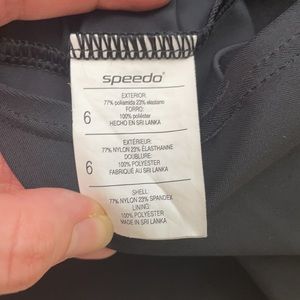 speedo
EXTERIOR:
77% poliamida 23% elastano
FORRO:
100% poliéster
HECHO EN SRI LANKA
6
EXTÉRIEUR:
77% NYLON 23% ÉLASTHANNE
DOUBLURE:
100% POLYESTER
FABRIQUÉ AU SRI LANKA
6
SHELL:
77% NYLON 23% SPANDEX
LINING:
100% POLYESTER
MADE IN SRI LANKA